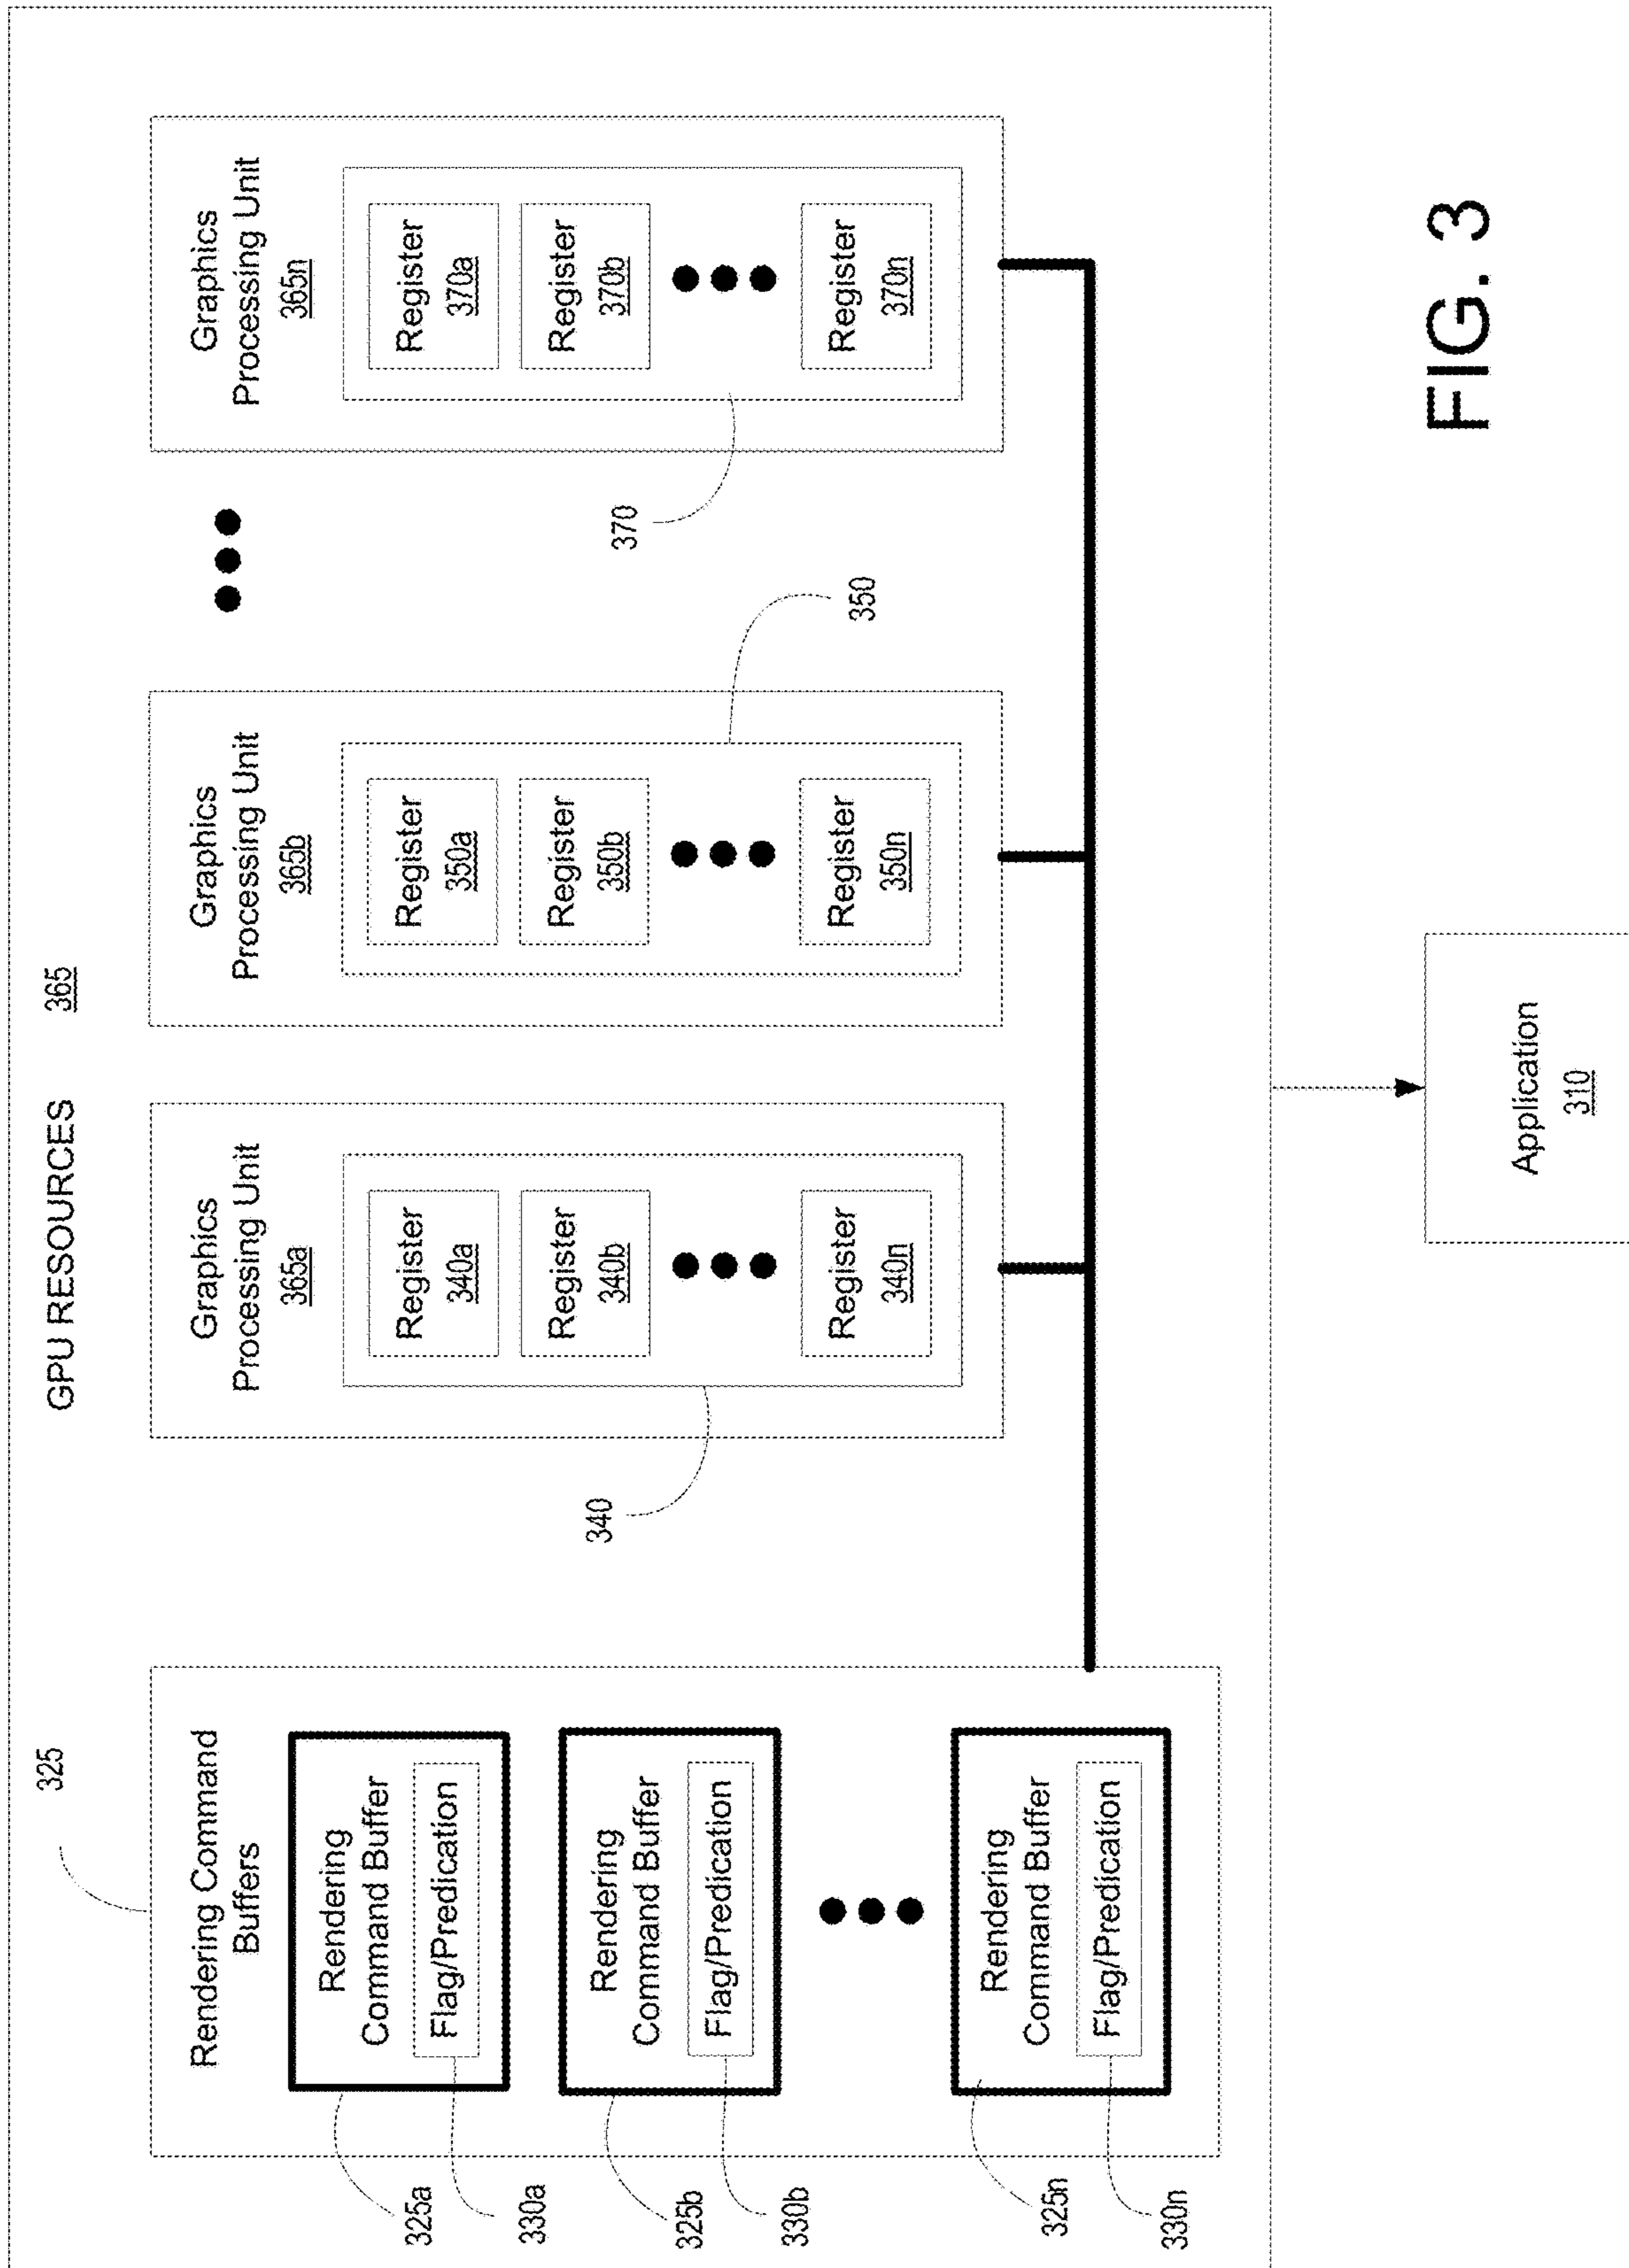 GPU RESOURCES
365
325
Rendering Command
Buffers
Rendering
Command Buffer
Flag/Predication
325a
330a
Rendering
Command Buffer
Flag/Predication
325b
330b
Rendering
Command Buffer
Flag/Predication
325n
330n
Graphics
Processing Unit
365a
Register
340a
Register
340b
Register
340n
340
Graphics
Processing Unit
365b
Register
350a
Register
350b
Register
350n
350
Graphics
Processing Unit
365n
Register
370a
Register
370b
Register
370n
370
Application
310
FIG. 3